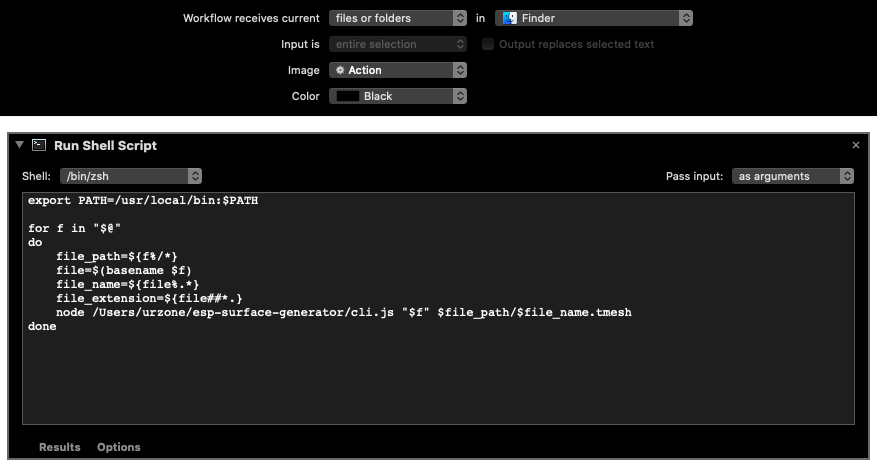 Workflow receives current files or folders in Finder
Input is entire selection Output replaces selected text
Image Action
Color Black
Run Shell Script
Shell: /bin/zsh Pass input: as arguments
export PATH=/usr/local/bin:$PATH
for f in "$@"
do
file_path=${f%/*}
file=$(basename $f)
file_name=${file%.*}
file_extension=${file##*.}
node /Users/urzone/esp-surface-generator/cli.js "$f" $file_path/$file_name.tmesh
done
Results Options